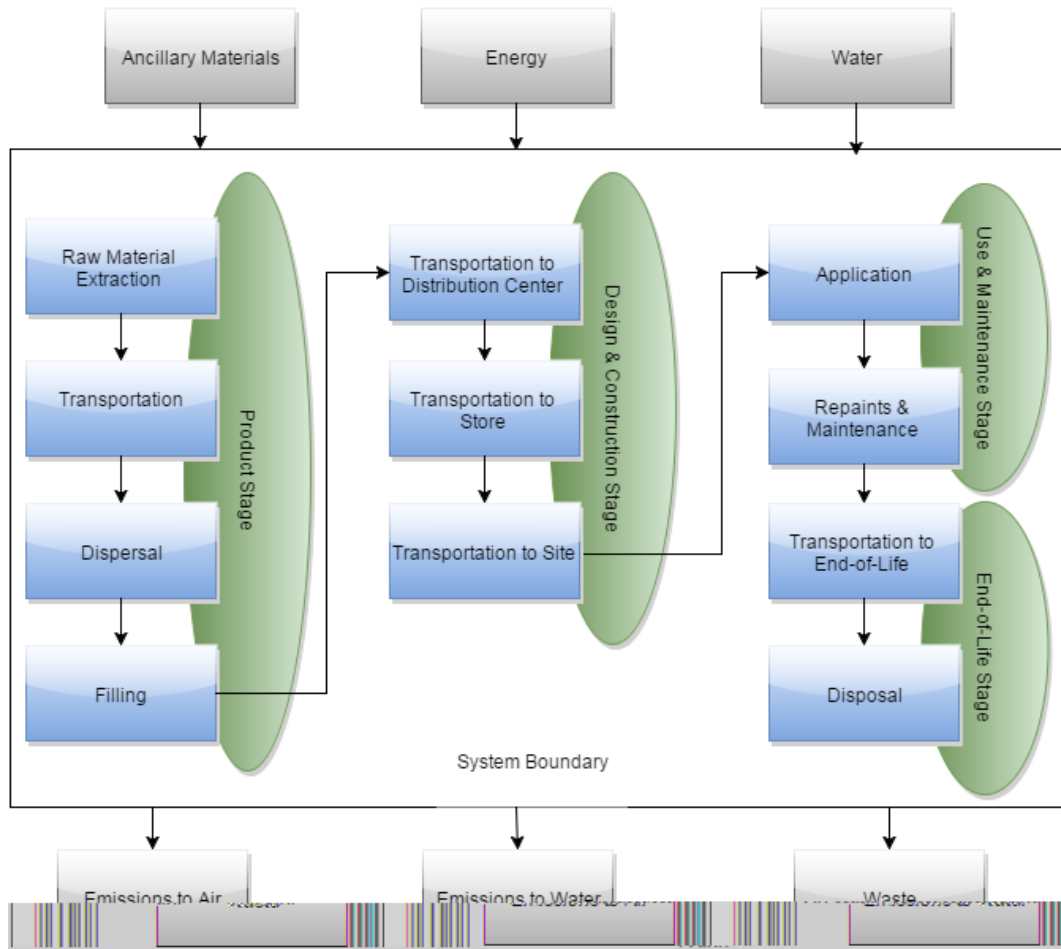 Ancillary Materials
Energy
Water
Raw Material
Extraction
Transportation
Dispersal
Filling
Product Stage
Transportation to
Distribution Center
Transportation to
Store
Transportation to Site
Design & Construction Stage
Application
Repaints &
Maintenance
Use & Maintenance Stage
Transportation to
End-of-Life
Disposal
End-of-Life Stage
System Boundary
Emissions to Air
Emissions to Water
Waste